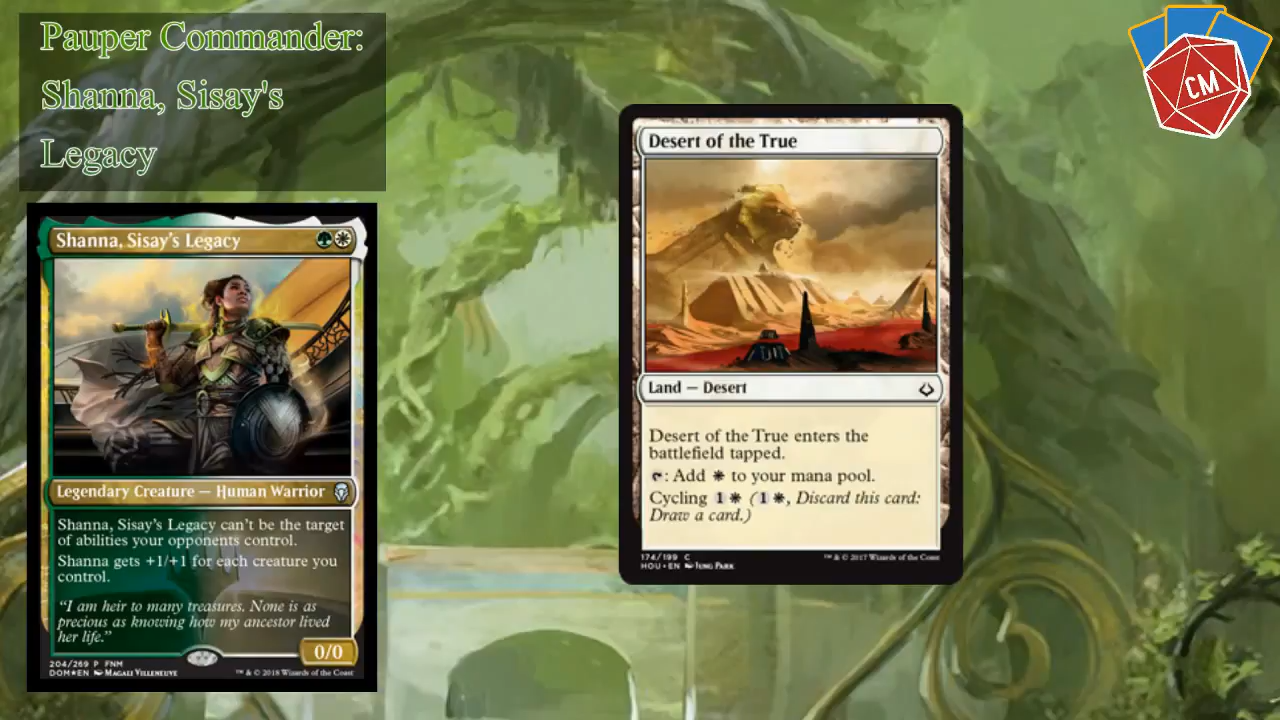 Pauper Commander:
Shanna, Sisay's
Legacy
CM
Shanna, Sisay's Legacy
Legendary Creature — Human Warrior
Shanna, Sisay's Legacy can't be the target
of abilities your opponents control.
Shanna gets +1/+1 for each creature you
control.
"I am heir to many treasures. None is as
precious as knowing how my ancestor lived
her life."
0/0
204/269 P FNM
DOM★EN Magali Villeneuve
™ & © 2018 Wizards of the Coast
Desert of the True
Land — Desert
Desert of the True enters the
battlefield tapped.
: Add to your mana pool.
Cycling 1 (1, Discard this card:
Draw a card.)
174/199 C
HOU • EN Jung Park
™ & © 2017 Wizards of the Coast